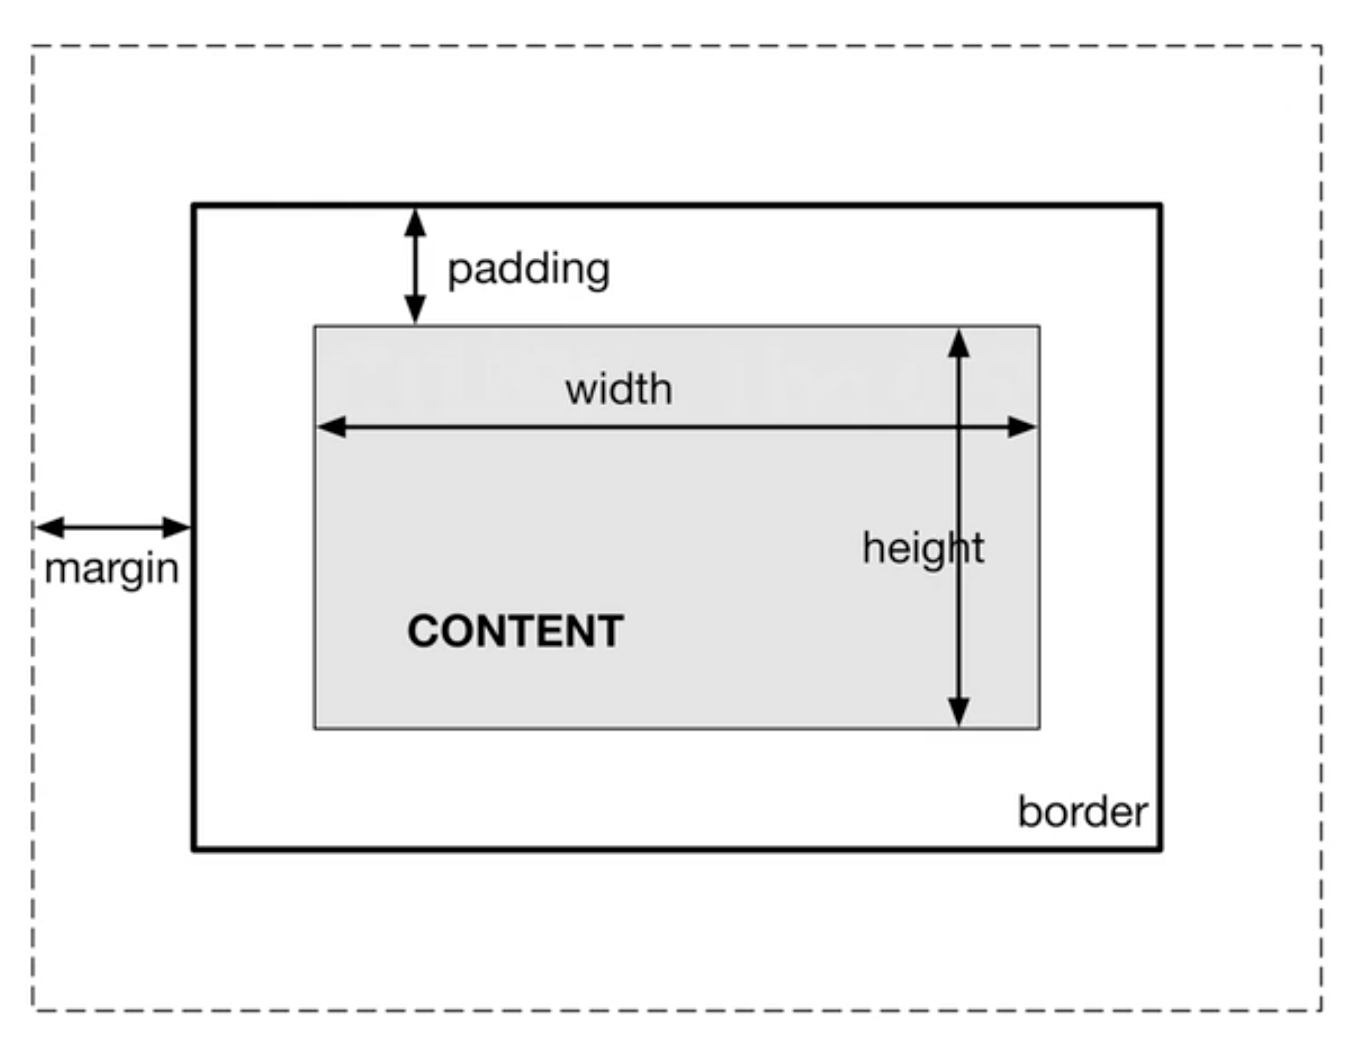 padding
width
height
margin
CONTENT
border